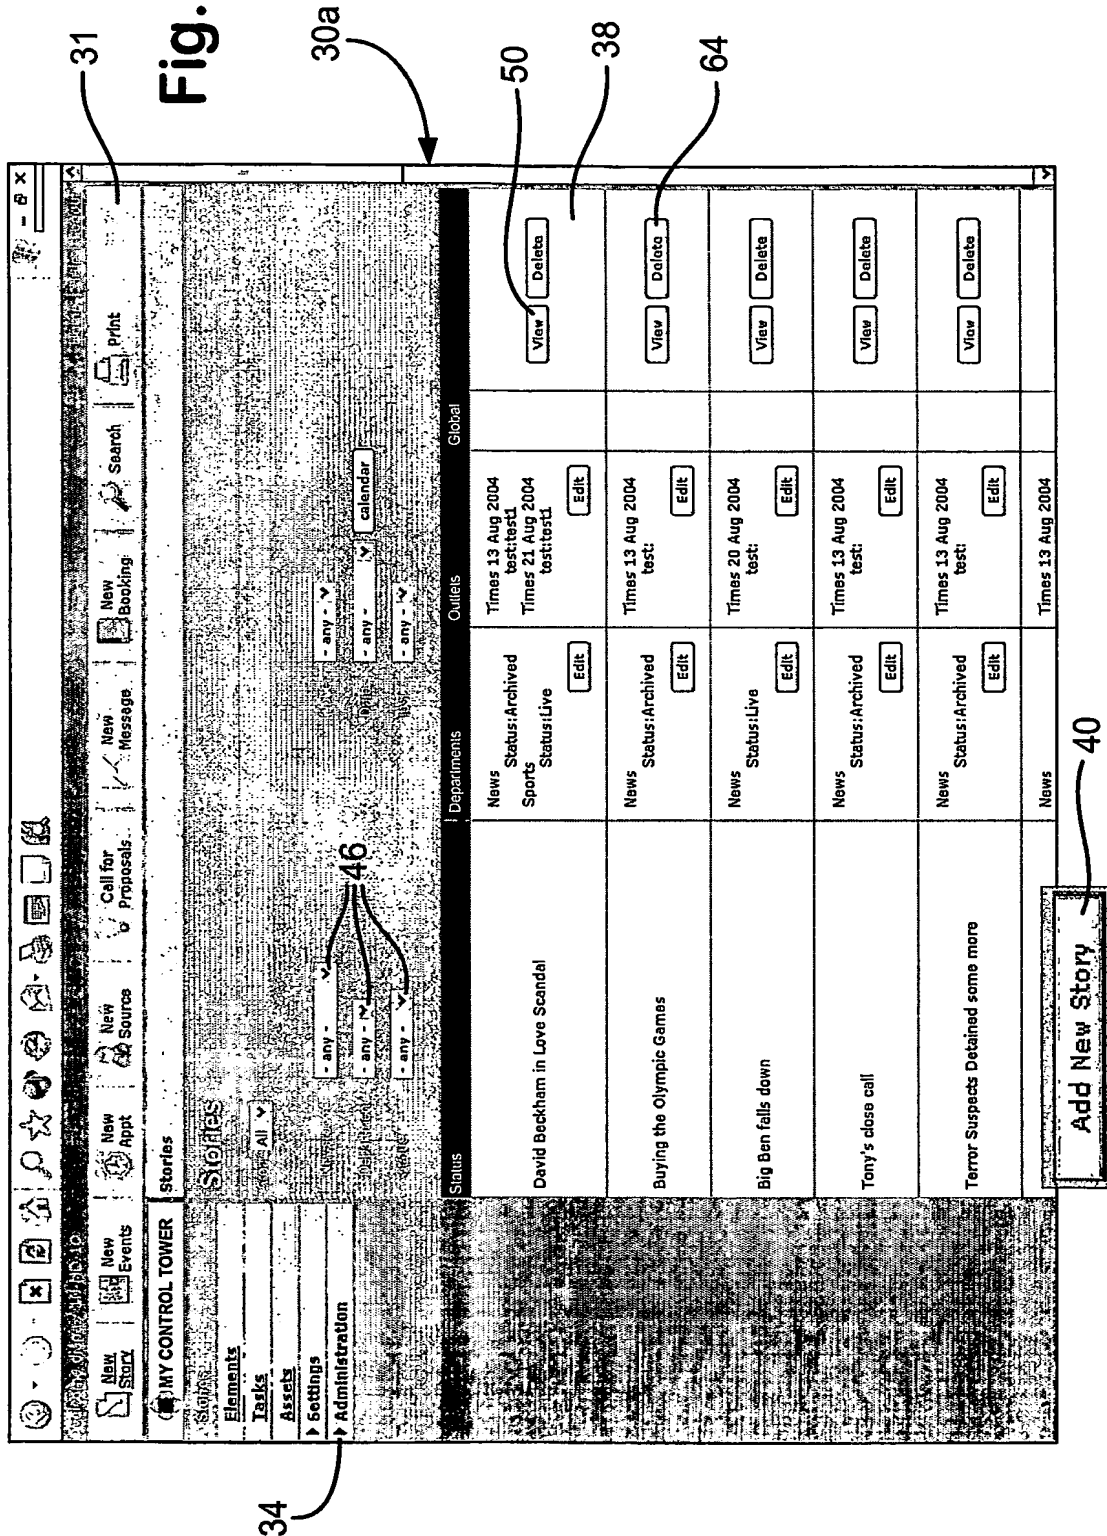 Fig.
31
30a
50
38
64
New Story
New Events
New Appt
New Source
Call for Proposals
New Message
New Booking
Search
Print
MY CONTROL TOWER
Stories
Stories
Elements
Tasks
Assets
Settings
Administration
34
Stories
All
- any -
- any -
- any -
46
- any -
- any - calendar
- any -
Status Departments Outlets Global
David Beckham in Love Scandal
News
Status:Archived
Sports
Status:Live
Edit
Times 13 Aug 2004
test:test1
Times 21 Aug 2004
test:test1
Edit
View Delete
Buying the Olympic Games
News
Status:Archived
Edit
Times 13 Aug 2004
test:
Edit
View Delete
Big Ben falls down
News
Status:Live
Edit
Times 20 Aug 2004
test:
Edit
View Delete
Tony's close call
News
Status:Archived
Edit
Times 13 Aug 2004
test:
Edit
View Delete
Terror Suspects Detained some more
News
Status:Archived
Edit
Times 13 Aug 2004
test:
Edit
View Delete
News
Times 13 Aug 2004
Add New Story
40